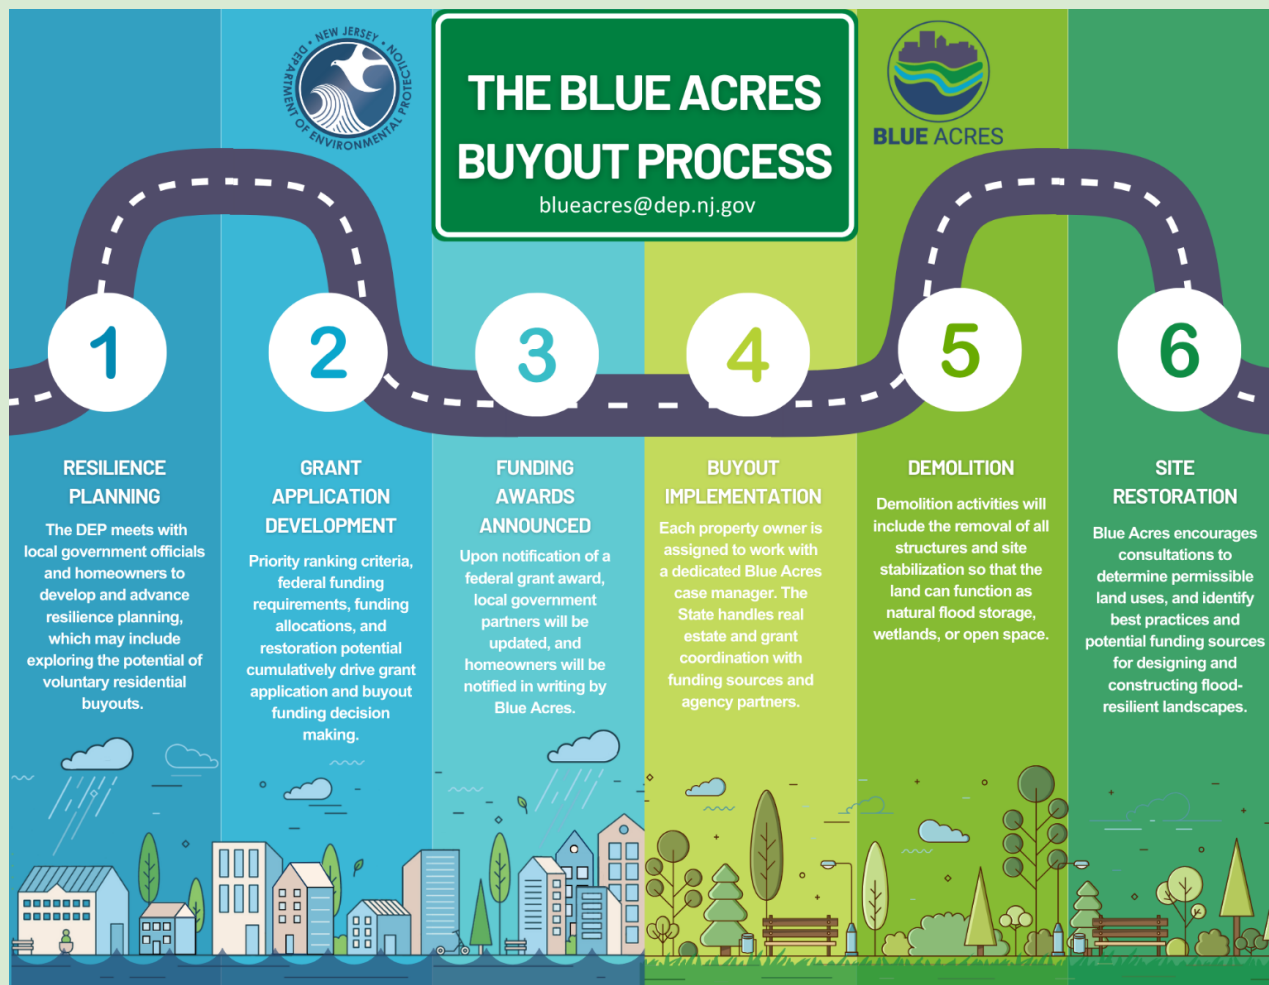 NEW JERSEY
DEPARTMENT OF ENVIRONMENTAL PROTECTION
THE BLUE ACRES
BUYOUT PROCESS
blueacres@dep.nj.gov
BLUE ACRES
1
RESILIENCE
PLANNING
The DEP meets with
local government officials
and homeowners to
develop and advance
resilience planning,
which may include
exploring the potential of
voluntary residential
buyouts.
2
GRANT
APPLICATION
DEVELOPMENT
Priority ranking criteria,
federal funding
requirements, funding
allocations, and
restoration potential
cumulatively drive grant
application and buyout
funding decision
making.
3
FUNDING
AWARDS
ANNOUNCED
Upon notification of a
federal grant award,
local government
partners will be
updated, and
homeowners will be
notified in writing by
Blue Acres.
4
BUYOUT
IMPLEMENTATION
Each property owner is
assigned to work with
a dedicated Blue Acres
case manager. The
State handles real
estate and grant
coordination with
funding sources and
agency partners.
5
DEMOLITION
Demolition activities will
include the removal of all
structures and site
stabilization so that the
land can function as
natural flood storage,
wetlands, or open space.
6
SITE
RESTORATION
Blue Acres encourages
consultations to
determine permissible
land uses, and identify
best practices and
potential funding sources
for designing and
constructing flood-
resilient landscapes.